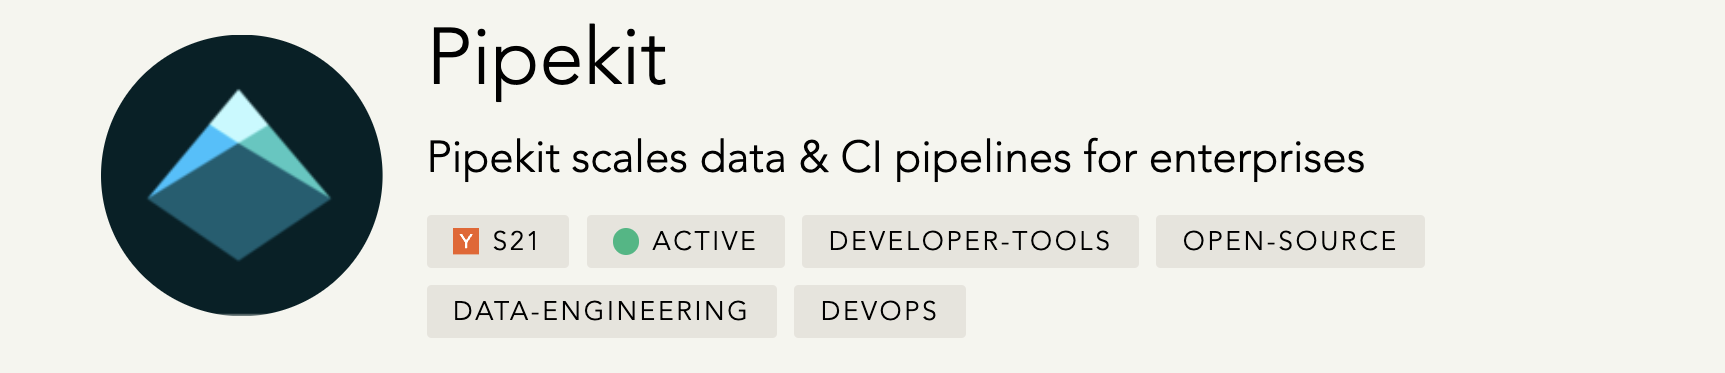 Pipekit
Pipekit scales data & CI pipelines for enterprises
Y S21 ACTIVE DEVELOPER-TOOLS OPEN-SOURCE
DATA-ENGINEERING DEVOPS